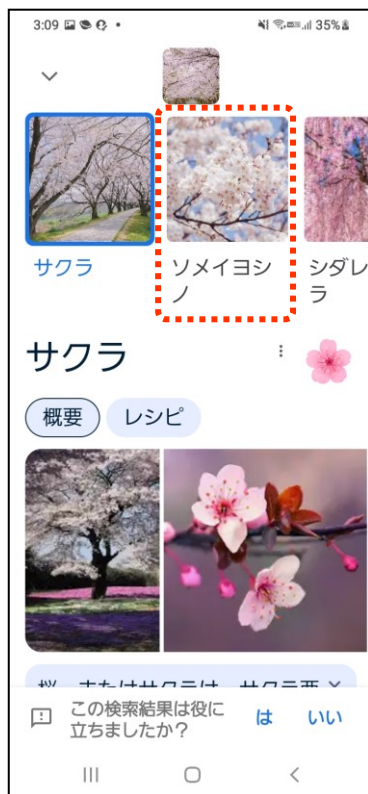 3:09 35%
サクラ
ソメイヨシ
ノ
シダレ
ラ
サクラ
概要 レシピ
この検索結果は役に
立ちましたか？
は いい